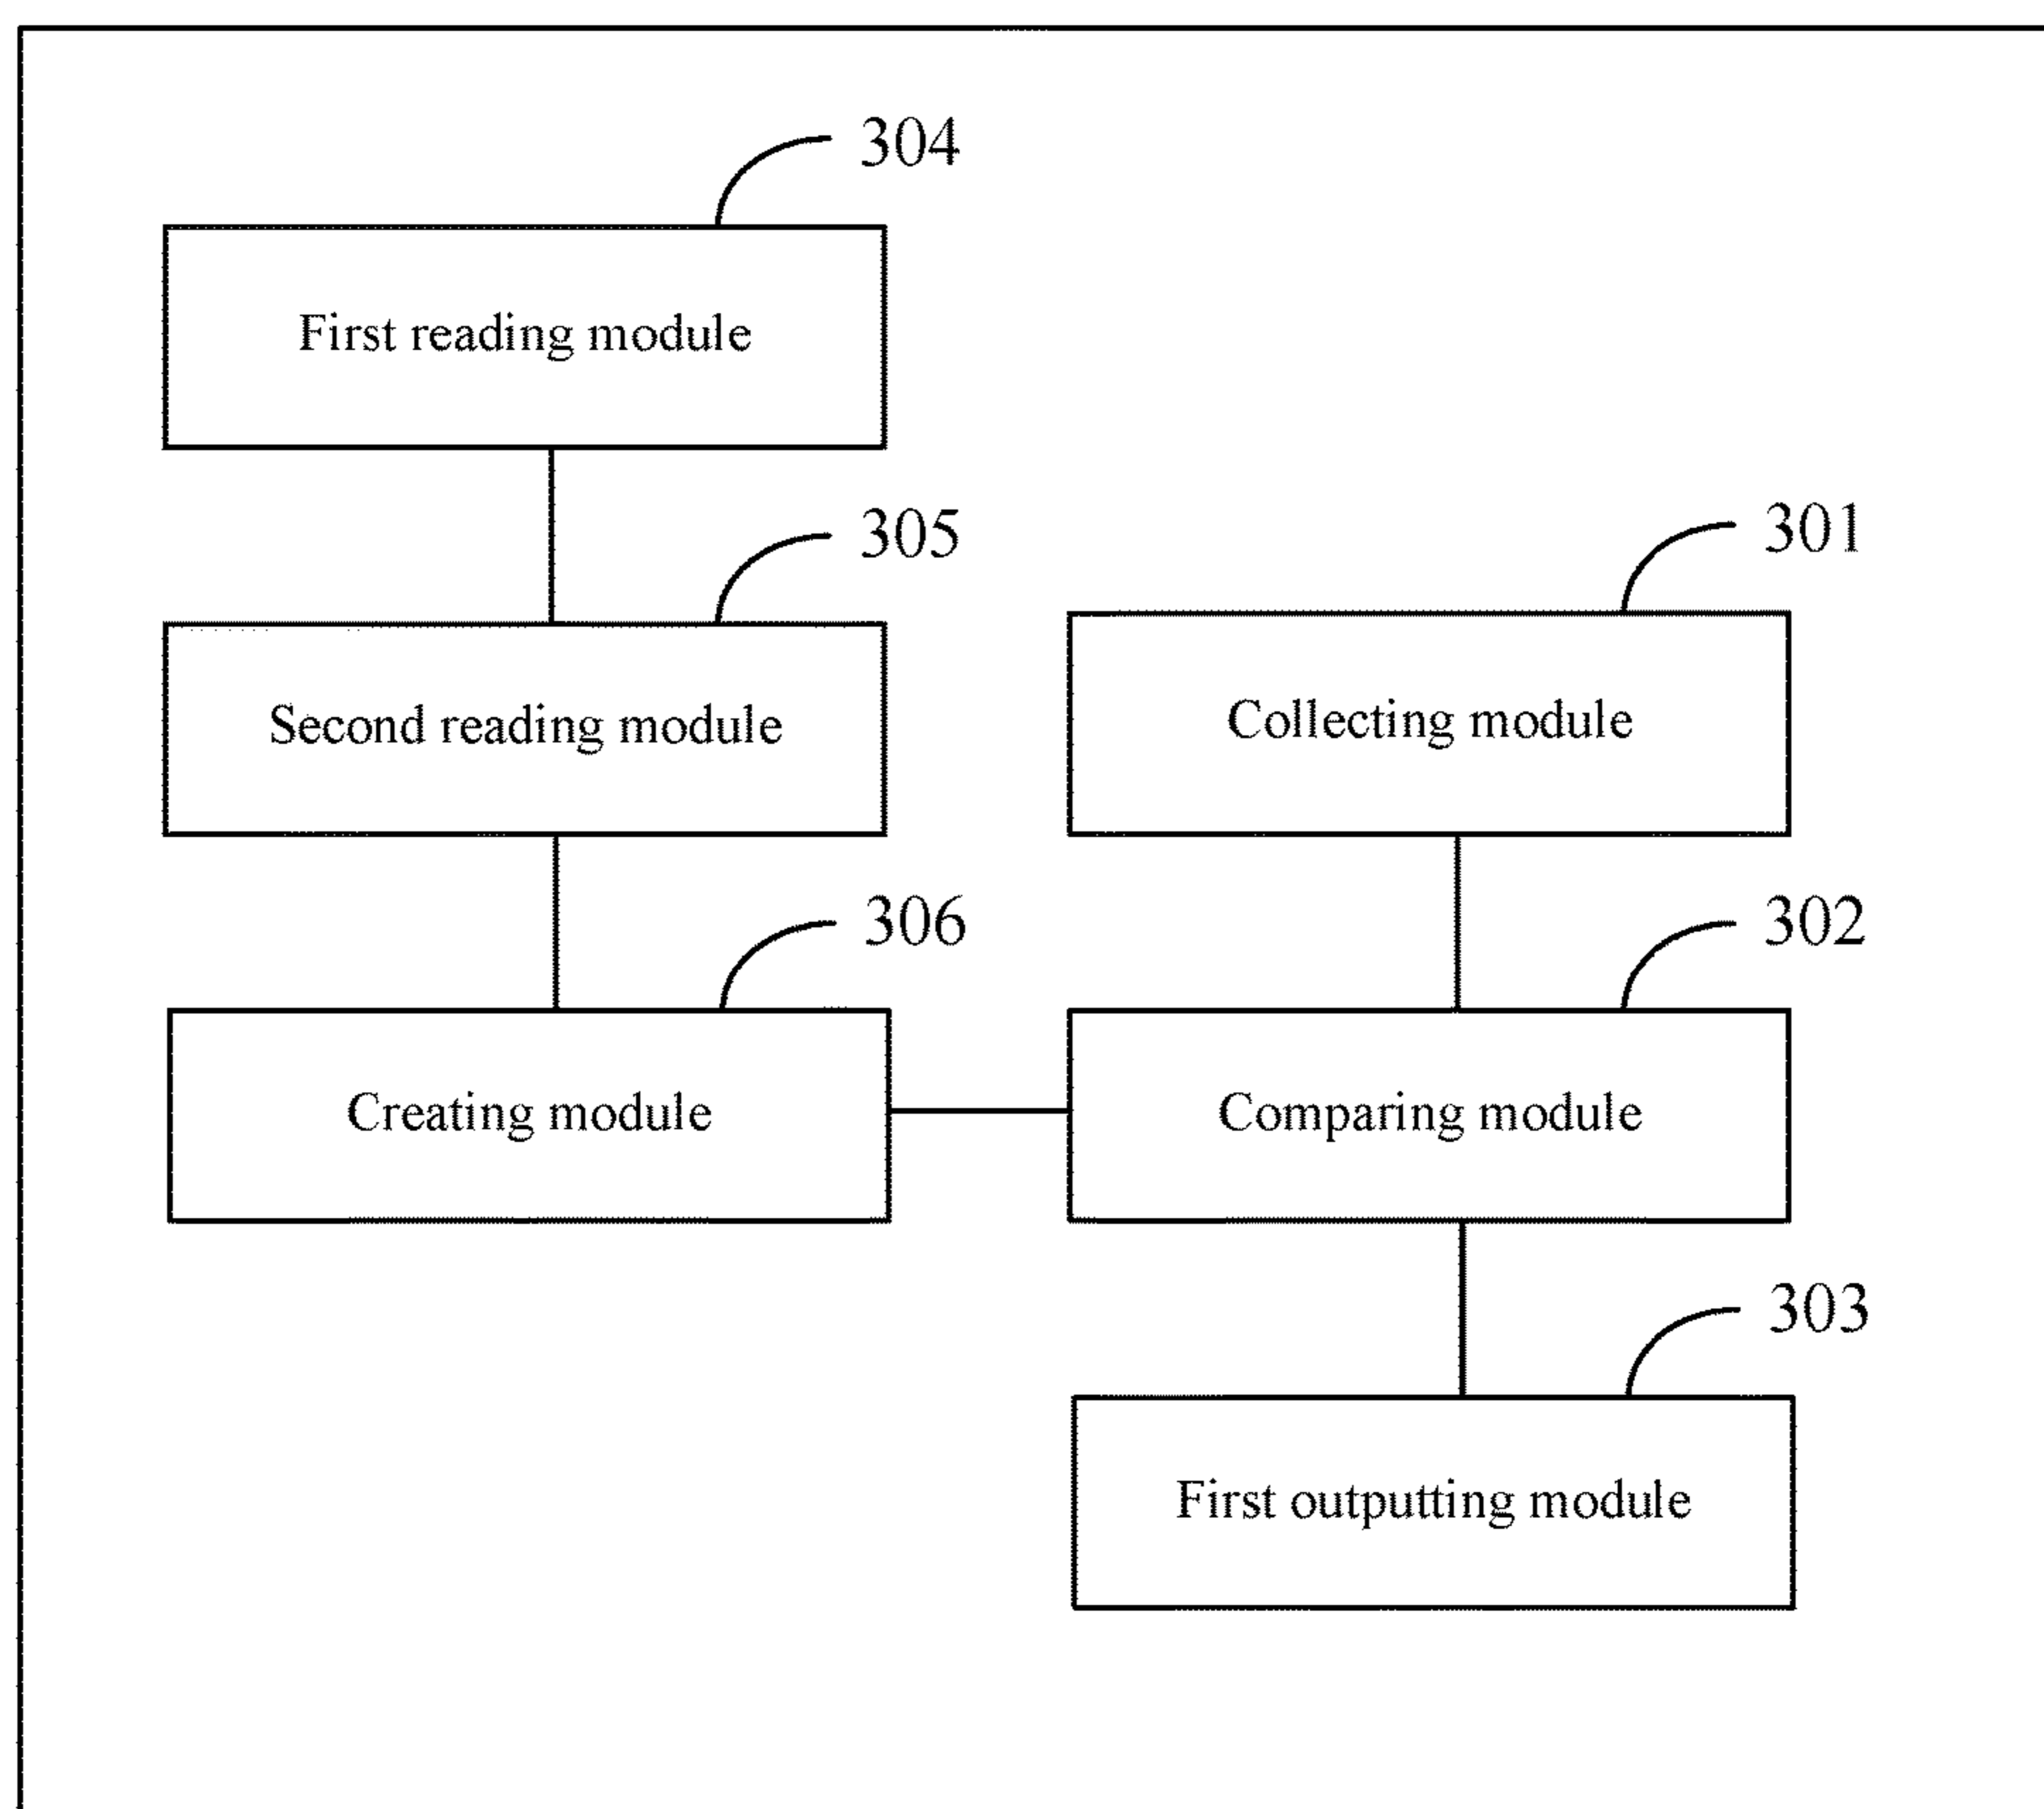 304
First reading module
305
301
Second reading module
Collecting module
306
302
Creating module
Comparing module
303
First outputting module